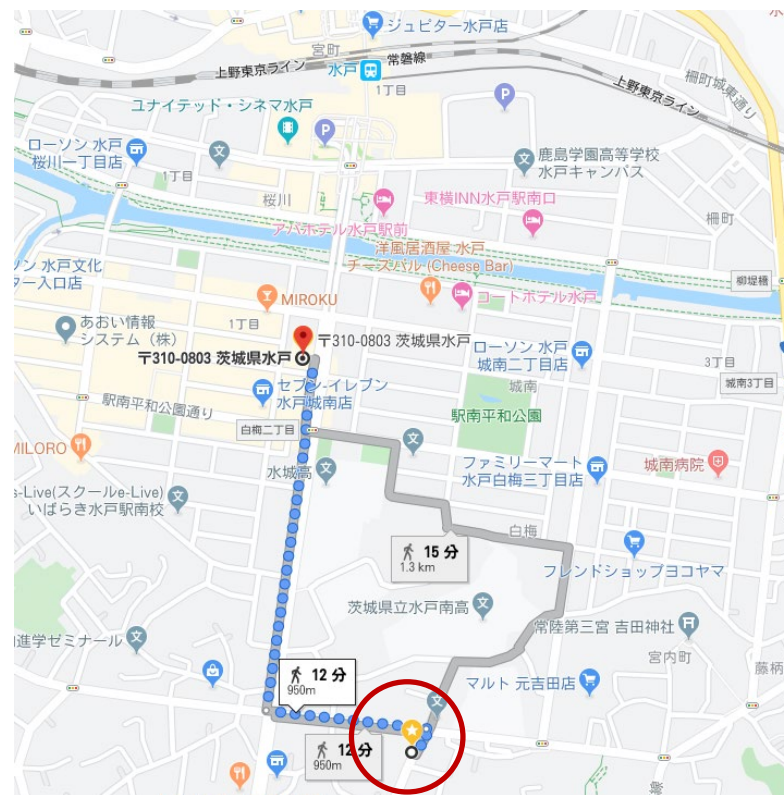 水
ジュピター水戸店
宮町
上野東京ライン
常磐線
水戸
1丁目
上野東京ライン
柵町城東通り
ユナイテッド・シネマ水戸
P
P
ローソン 水戸
桜川一丁目店
文
鹿島学園高等学校
水戸キャンパス
文
1丁目
桜川
東横INN水戸駅南口
柵町
アパホテル水戸駅前
洋風居酒屋 水戸
チーズバル (Cheese Bar)
ソン 水戸文化
ター入口店
柳堤橋
MIROKU
コートホテル水戸
あおい情報
システム（株）
1丁目
〒310-0803 茨城県水戸
〒310-0803 茨城県水戸
ローソン 水戸
城南二丁目店
3丁目
城南3丁目
城南
セブン-イレブン
水戸城南店
駅南平和公園通り
駅南平和公園
白梅二丁目
文
MILORO
水城高
文
ファミリーマート
水戸白梅三丁目店
城南病院
s-Live(スクールe-Live)
いばらき水戸駅南校
文
白梅
15 分
1.3 km
フレンドショップヨコヤマ
茨城県立水戸南高
文
常陸第三宮 吉田神社
進学ゼミナール
文
宮内町
藤柄
12 分
950m
マルト 元吉田店
文
12 分
950m